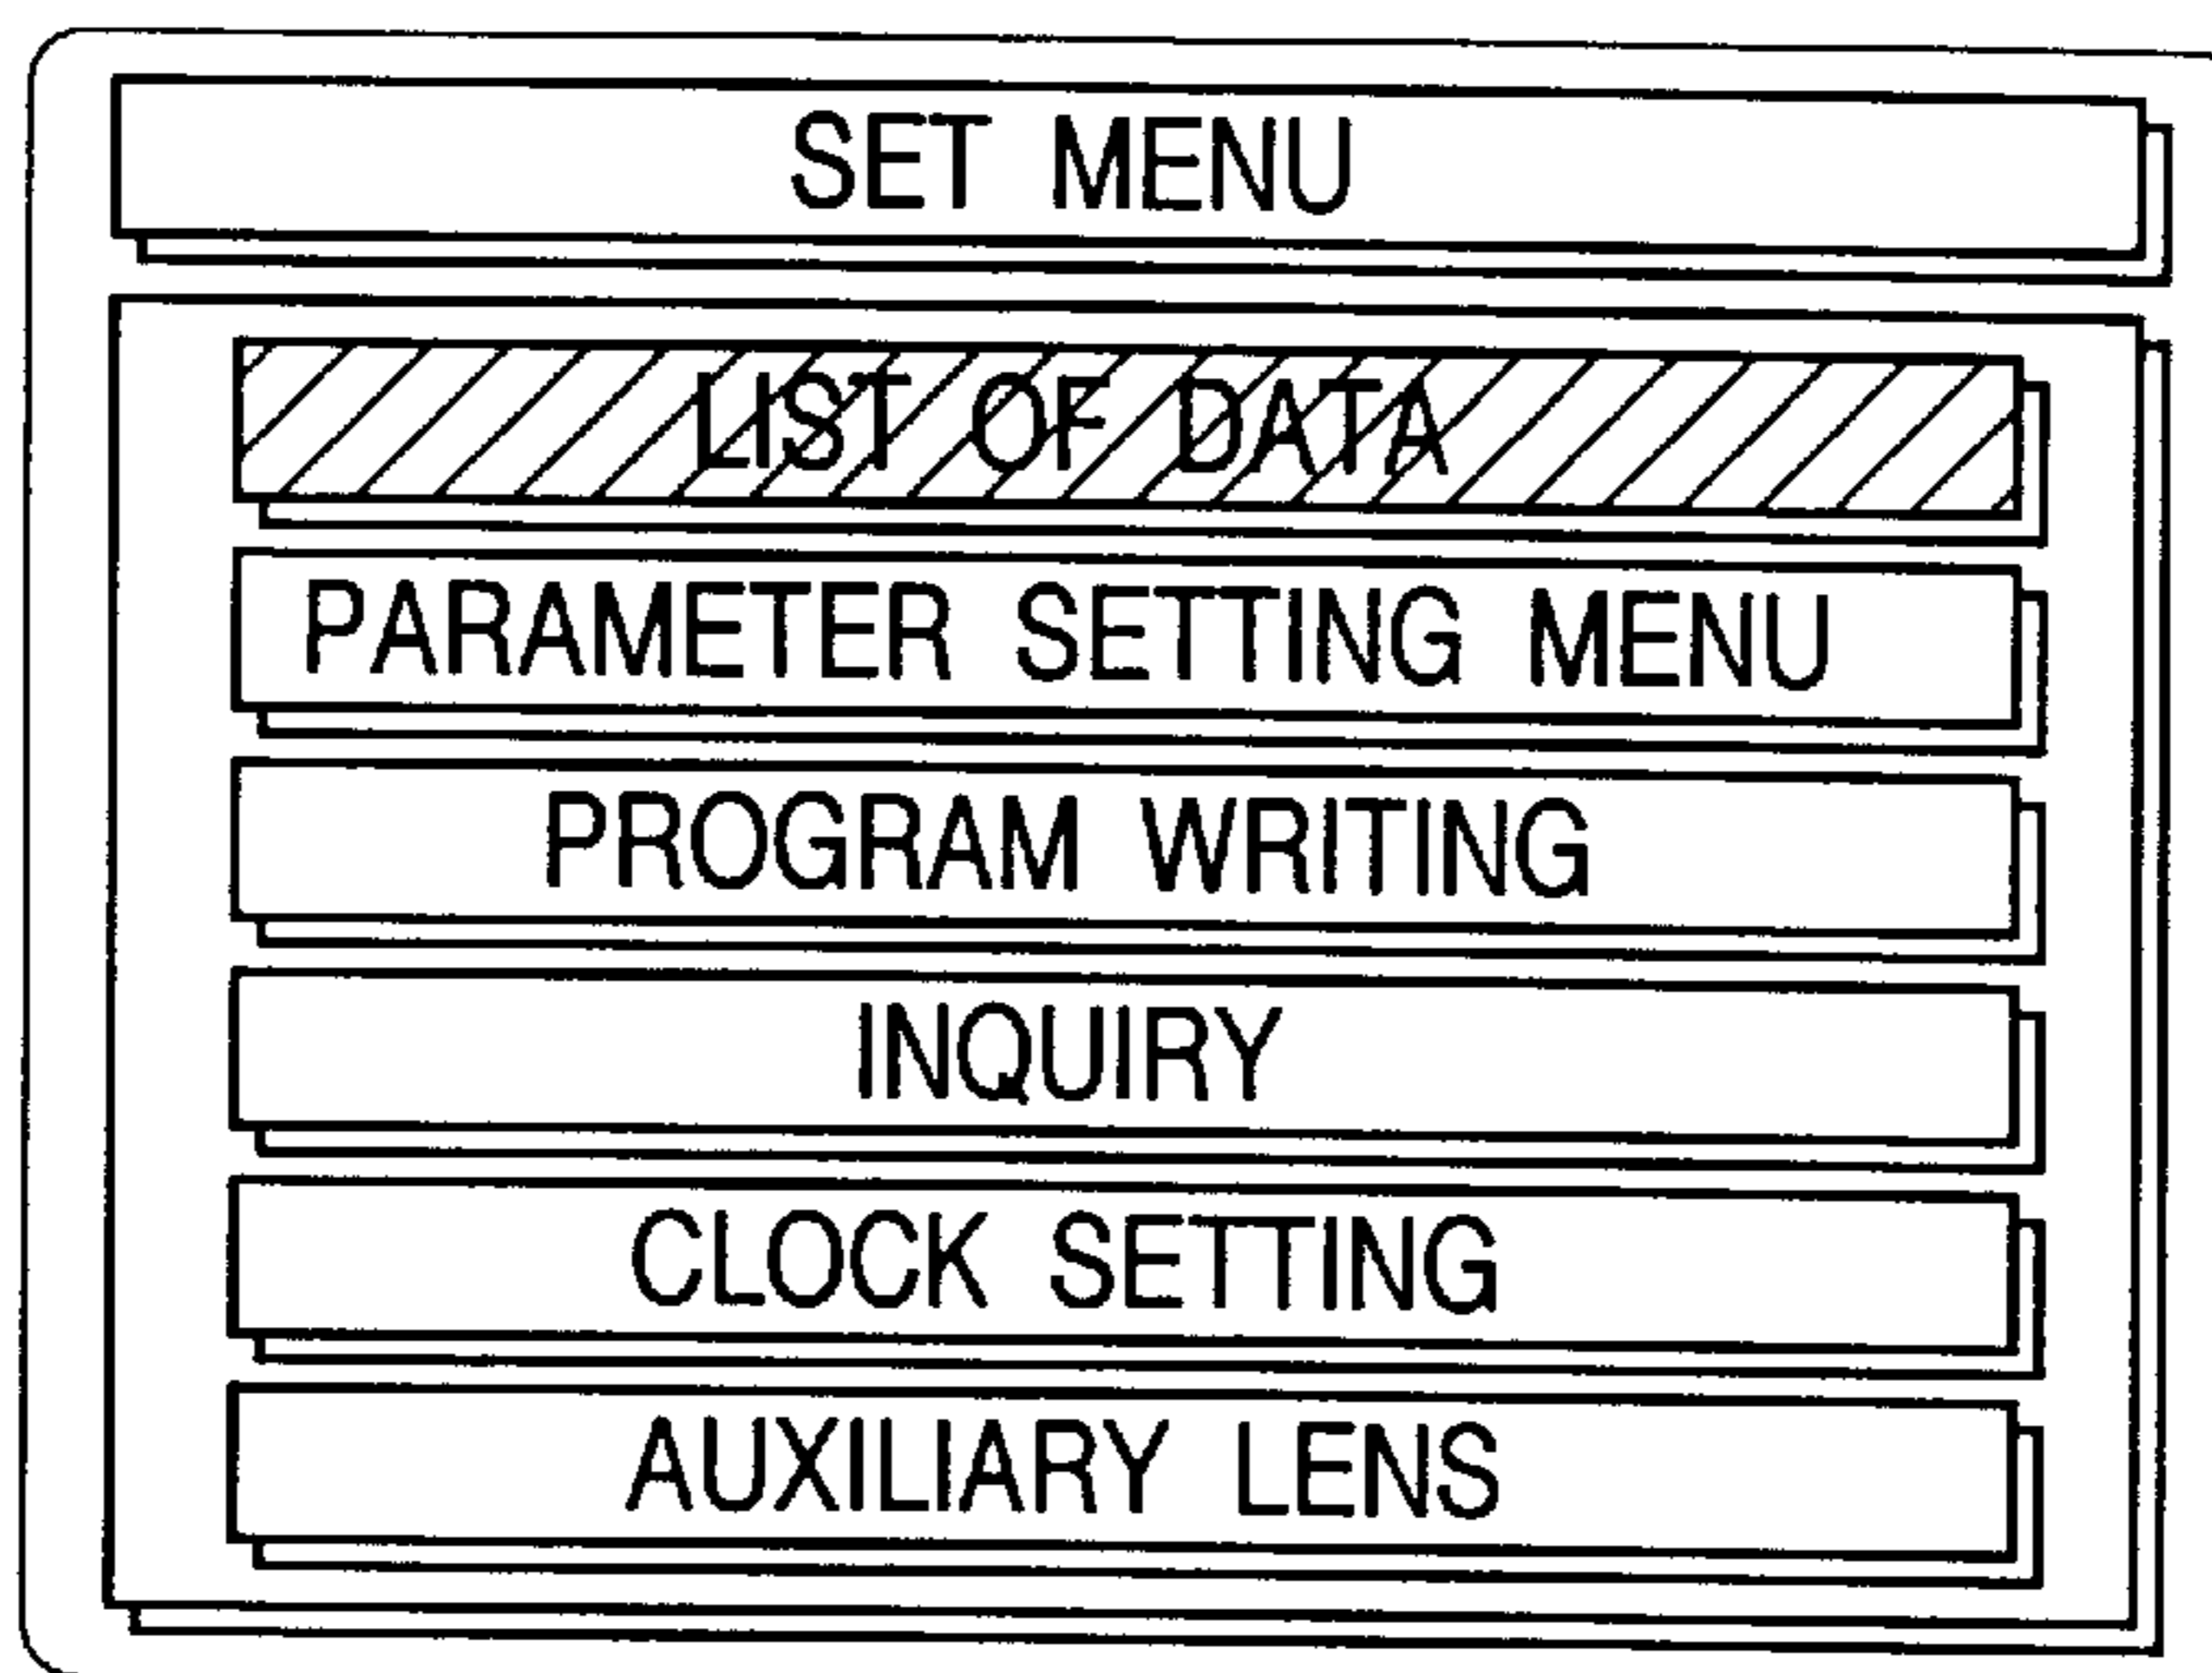 SET MENU
LIST OF DATA
PARAMETER SETTING MENU
PROGRAM WRITING
INQUIRY
CLOCK SETTING
AUXILIARY LENS